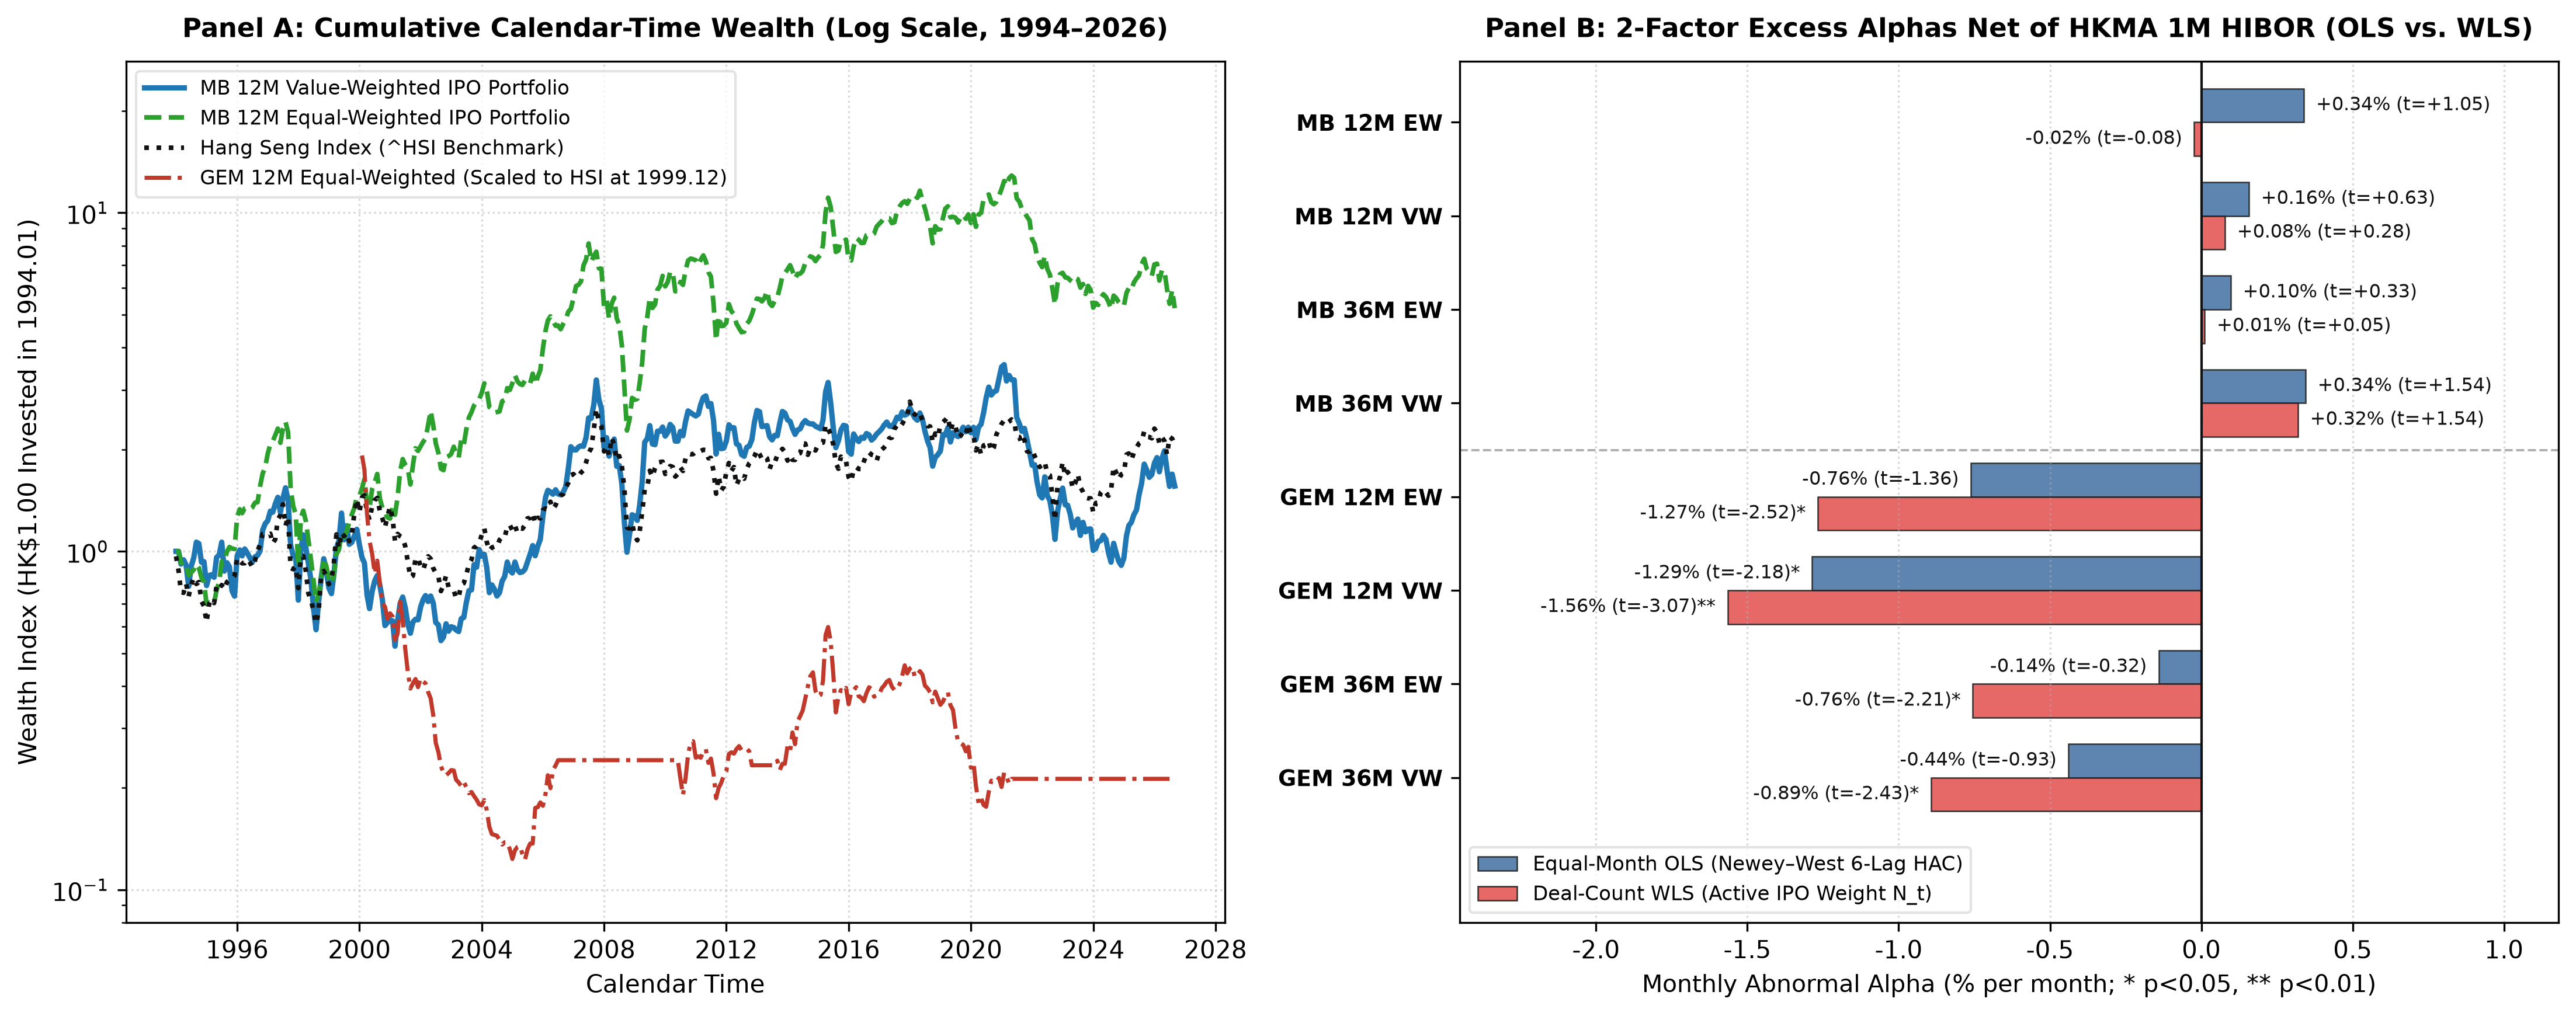 Panel A: Cumulative Calendar-Time Wealth (Log Scale, 1994–2026)
MB 12M Value-Weighted IPO Portfolio
MB 12M Equal-Weighted IPO Portfolio
Hang Seng Index (^HSI Benchmark)
GEM 12M Equal-Weighted (Scaled to HSI at 1999.12)
Wealth Index (HK$1.00 Invested in 1994.01)
10¹
10⁰
10⁻¹
1996 2000 2004 2008 2012 2016 2020 2024 2028
Calendar Time
Panel B: 2-Factor Excess Alphas Net of HKMA 1M HIBOR (OLS vs. WLS)
MB 12M EW
+0.34% (t=+1.05)
-0.02% (t=-0.08)
MB 12M VW
+0.16% (t=+0.63)
+0.08% (t=+0.28)
MB 36M EW
+0.10% (t=+0.33)
+0.01% (t=+0.05)
MB 36M VW
+0.34% (t=+1.54)
+0.32% (t=+1.54)
GEM 12M EW
-0.76% (t=-1.36)
-1.27% (t=-2.52)*
GEM 12M VW
-1.29% (t=-2.18)*
-1.56% (t=-3.07)**
GEM 36M EW
-0.14% (t=-0.32)
-0.76% (t=-2.21)*
GEM 36M VW
-0.44% (t=-0.93)
-0.89% (t=-2.43)*
Equal-Month OLS (Newey–West 6-Lag HAC)
Deal-Count WLS (Active IPO Weight N_t)
-2.0 -1.5 -1.0 -0.5 0.0 0.5 1.0
Monthly Abnormal Alpha (% per month; * p<0.05, ** p<0.01)